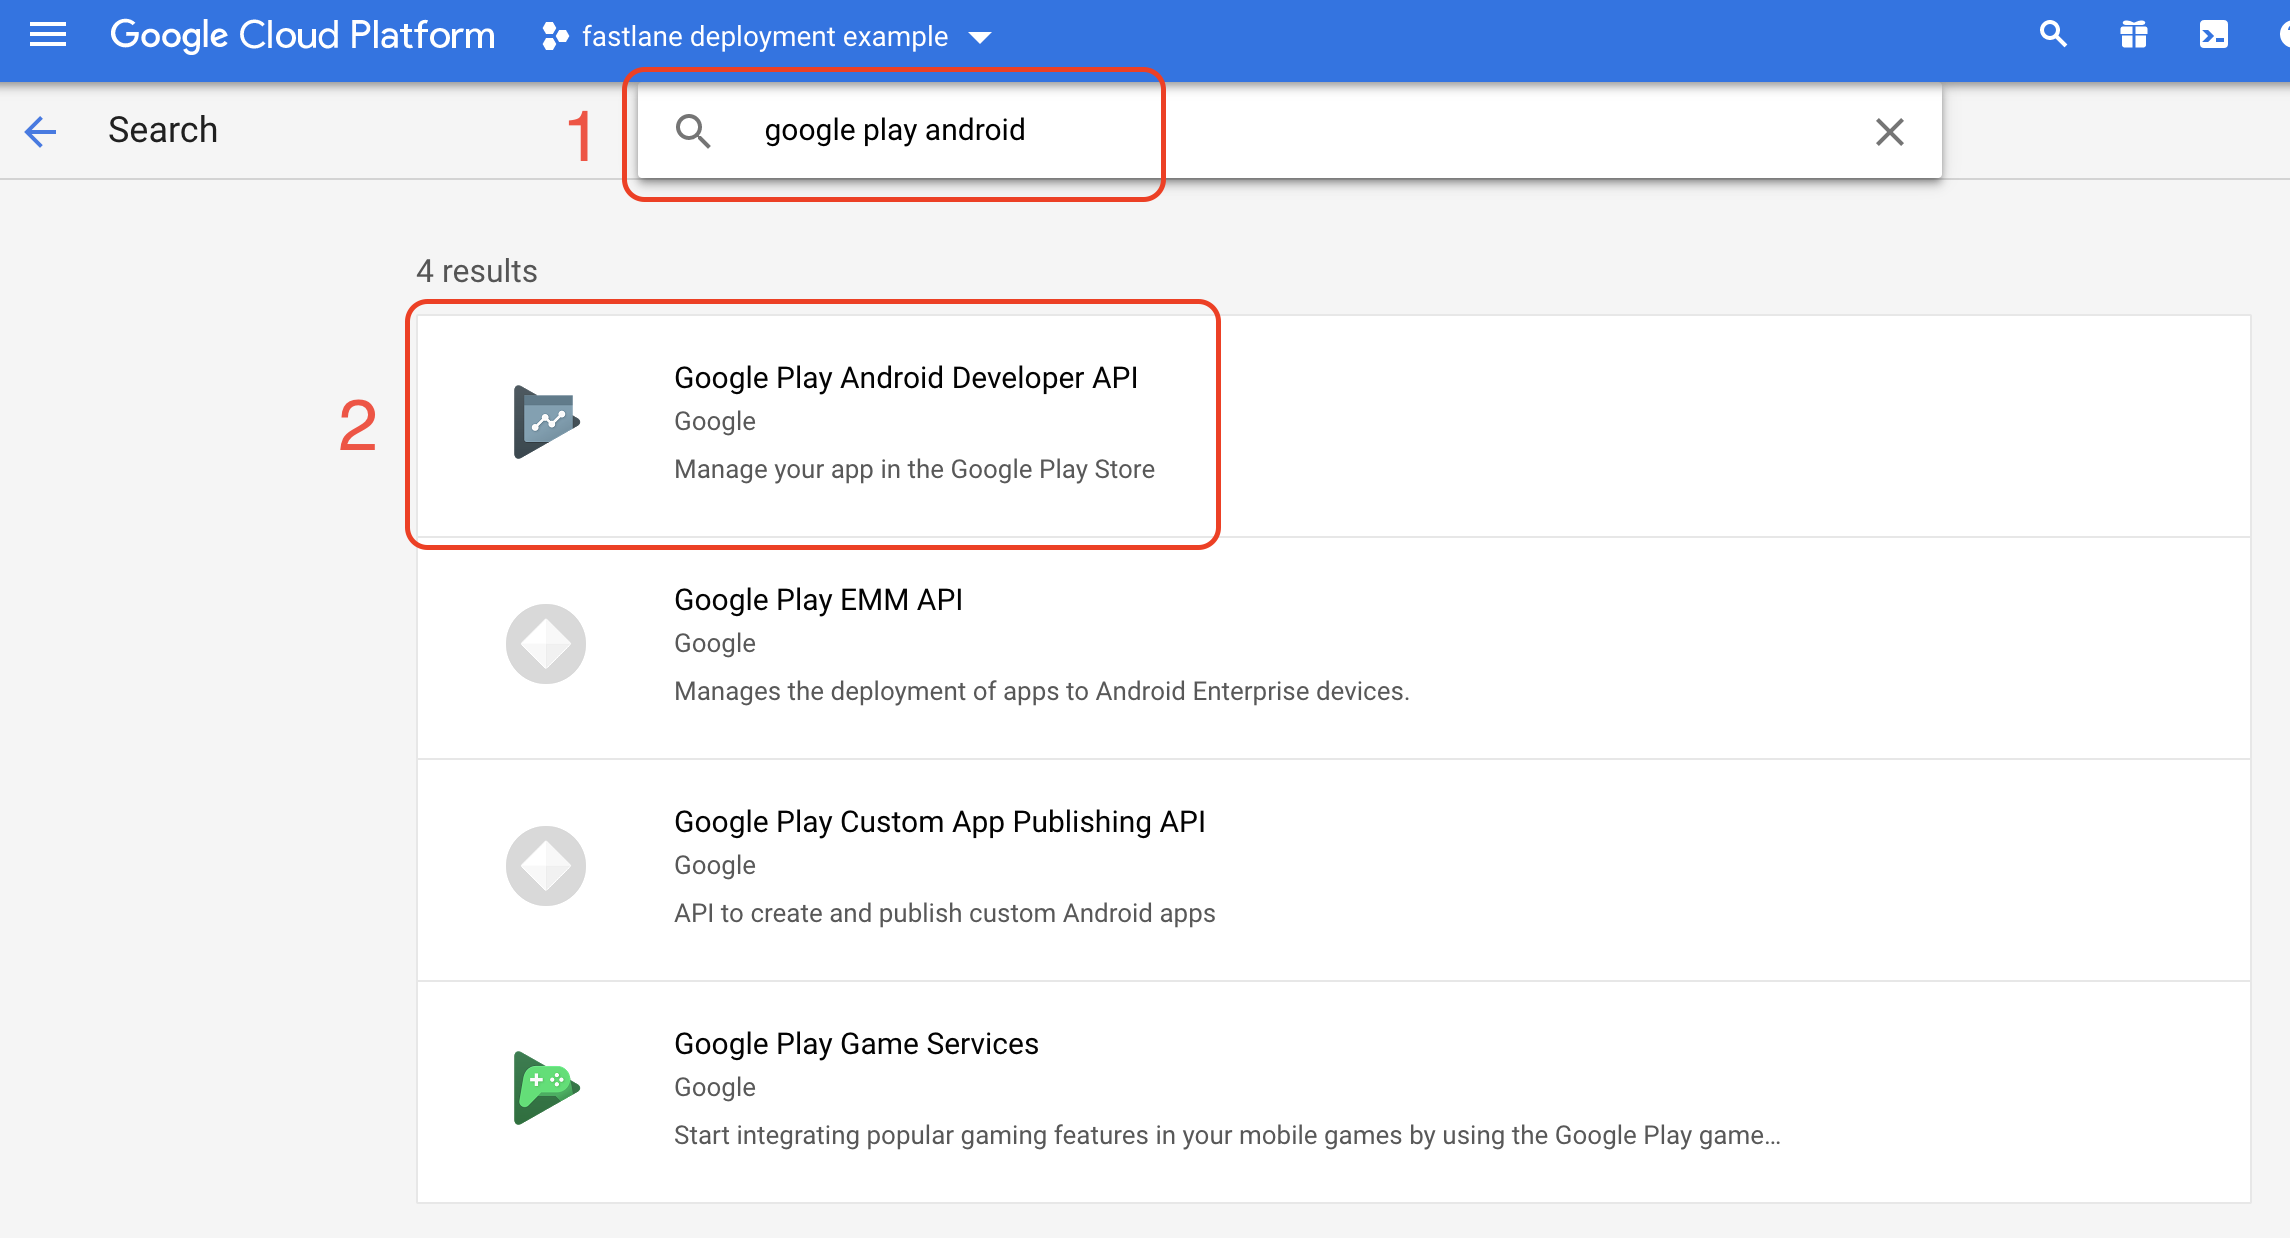 Google Cloud Platform
fastlane deployment example
Search
1
google play android
4 results
2
Google Play Android Developer API
Google
Manage your app in the Google Play Store
Google Play EMM API
Google
Manages the deployment of apps to Android Enterprise devices.
Google Play Custom App Publishing API
Google
API to create and publish custom Android apps
Google Play Game Services
Google
Start integrating popular gaming features in your mobile games by using the Google Play game…